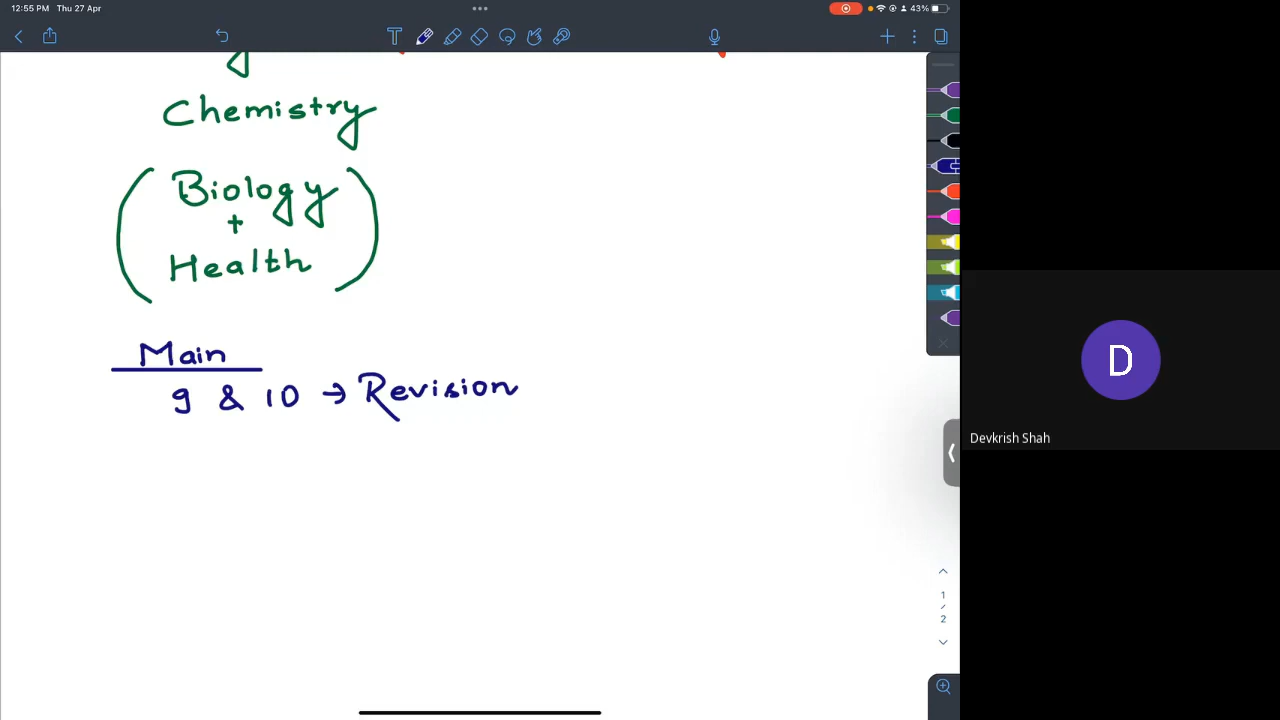 12:55 PM Thu 27 Apr
43%
Chemistry
( Biology
+
Health )
Main
9 & 10 → Revision
1
/
2
D
Devkrish Shah